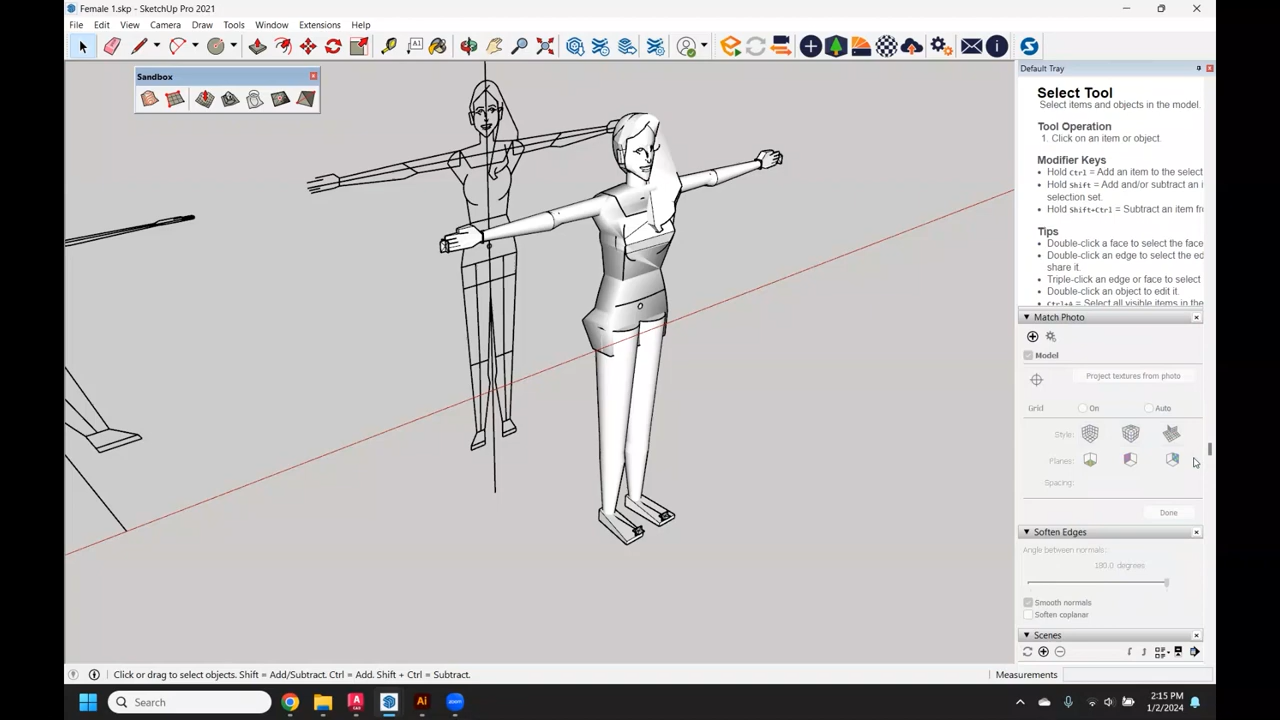 Female 1.skp - SketchUp Pro 2021
File Edit View Camera Draw Tools Window Extensions Help
Sandbox
Default Tray
Select Tool
Select items and objects in the model.
Tool Operation
1. Click on an item or object.
Modifier Keys
• Hold Ctrl = Add an item to the select
• Hold Shift = Add and/or subtract an i
selection set.
• Hold Shift+Ctrl = Subtract an item fr
Tips
• Double-click a face to select the face
• Double-click an edge to select the ed
share it.
• Triple-click an edge or face to select
• Double-click an object to edit it.
• Ctrl+A = Select all visible items in the
Match Photo
Model
Project textures from photo
Grid On Auto
Style:
Planes:
Spacing:
Done
Soften Edges
Angle between normals:
180.0 degrees
Smooth normals
Soften coplanar
Scenes
Click or drag to select objects. Shift = Add/Subtract. Ctrl = Add. Shift + Ctrl = Subtract.
Measurements
Search
2:15 PM
1/2/2024